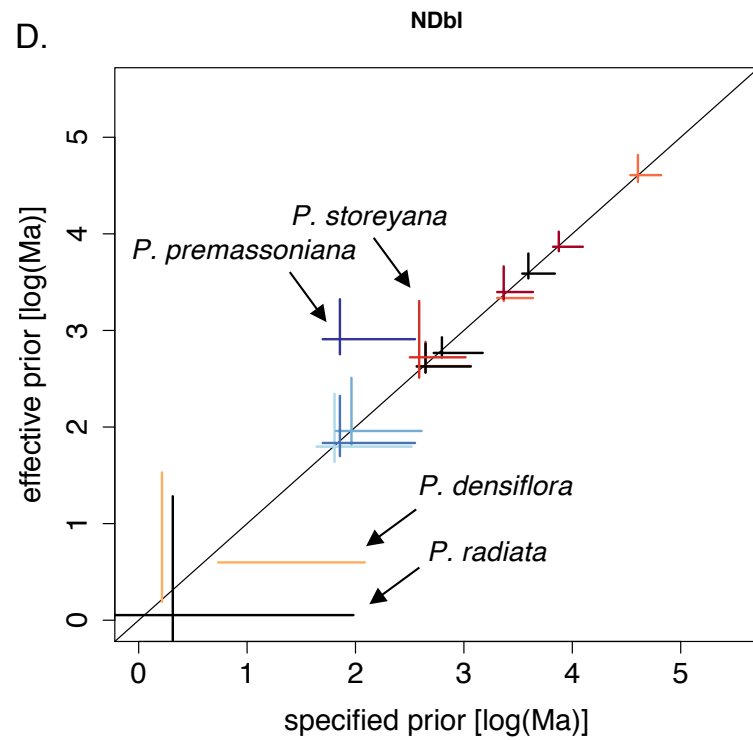 NDbl
D.
P. storeyana
P. premassoniana
P. densiflora
P. radiata
effective prior [log(Ma)]
5
4
3
2
1
0
0 1 2 3 4 5
specified prior [log(Ma)]